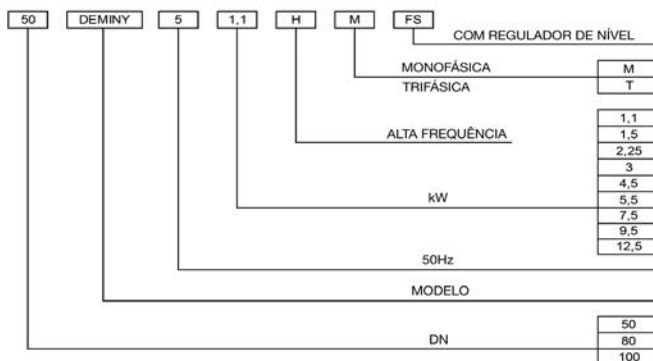 50 DEMINY 5 1,1 H M FS
COM REGULADOR DE NÍVEL
MONOFÁSICA M
TRIFÁSICA T
ALTA FREQUÊNCIA
1,1
1,5
2,25
3
4,5
kW 5,5
7,5
9,5
12,5
50Hz
MODELO
50
DN 80
100